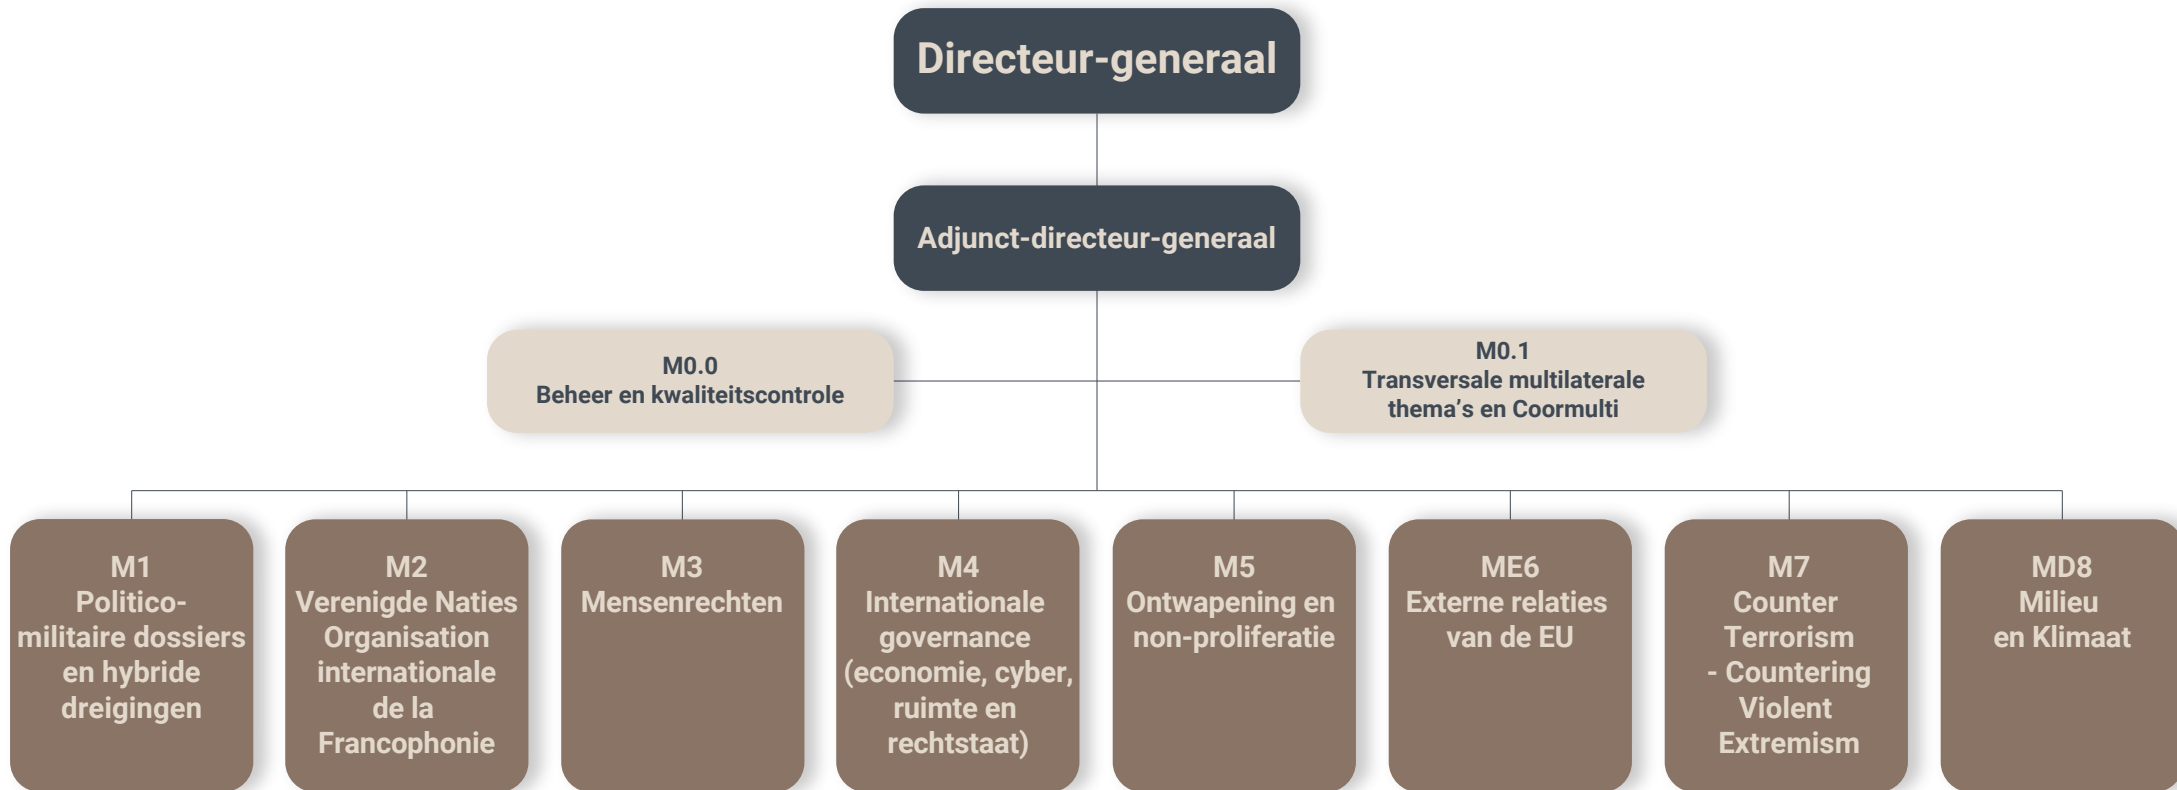 Directeur-generaal
Adjunct-directeur-generaal
M0.0
Beheer en kwaliteitscontrole
M0.1
Transversale multilaterale
thema’s en Coormulti
M1
Politico-
militaire dossiers
en hybride
dreigingen
M2
Verenigde Naties
Organisation
internationale
de la
Francophonie
M3
Mensenrechten
M4
Internationale
governance
(economie, cyber,
ruimte en
rechtstaat)
M5
Ontwapening en
non-proliferatie
ME6
Externe relaties
van de EU
M7
Counter
Terrorism
- Countering
Violent
Extremism
MD8
Milieu
en Klimaat